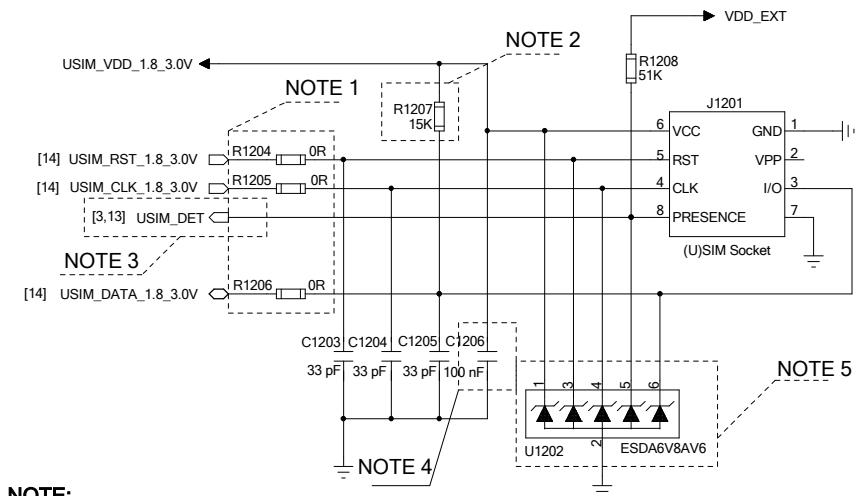 VDD_EXT
NOTE 2
USIM_VDD_1.8_3.0V
R1208
51K
NOTE 1
R1207
15K
J1201
6 VCC GND 1
[14] USIM_RST_1.8_3.0V R1204 0R
5 RST VPP 2
[14] USIM_CLK_1.8_3.0V R1205 0R
4 CLK I/O 3
[3,13] USIM_DET
8 PRESENCE 7
(U)SIM Socket
NOTE 3
[14] USIM_DATA_1.8_3.0V R1206 0R
C1203 C1204 C1205 C1206
33 pF 33 pF 33 pF 100 nF
NOTE 5
1 3 4 5 6
2
U1202 ESDA6V8AV6
NOTE 4
NOTE: